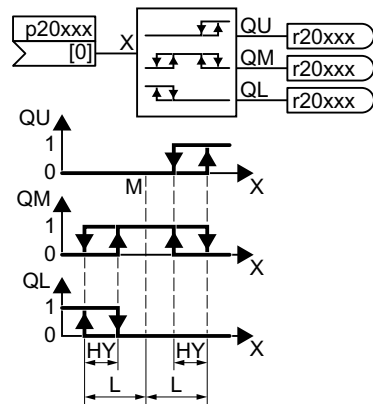 p20xxx
[0]
X
QU
QM
QL
r20xxx
r20xxx
r20xxx
QU
1
0
M
X
QM
1
0
X
QL
1
0
X
HY
HY
L
L